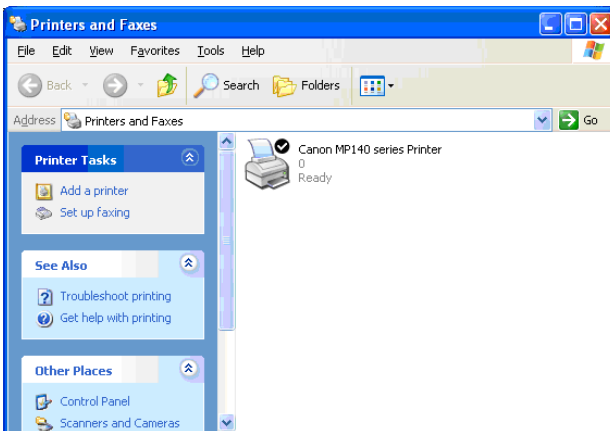 Printers and Faxes
File Edit View Favorites Tools Help
Back Search Folders
Address Printers and Faxes Go
Printer Tasks
Add a printer
Set up faxing
See Also
Troubleshoot printing
Get help with printing
Other Places
Control Panel
Scanners and Cameras
Canon MP140 series Printer
0
Ready